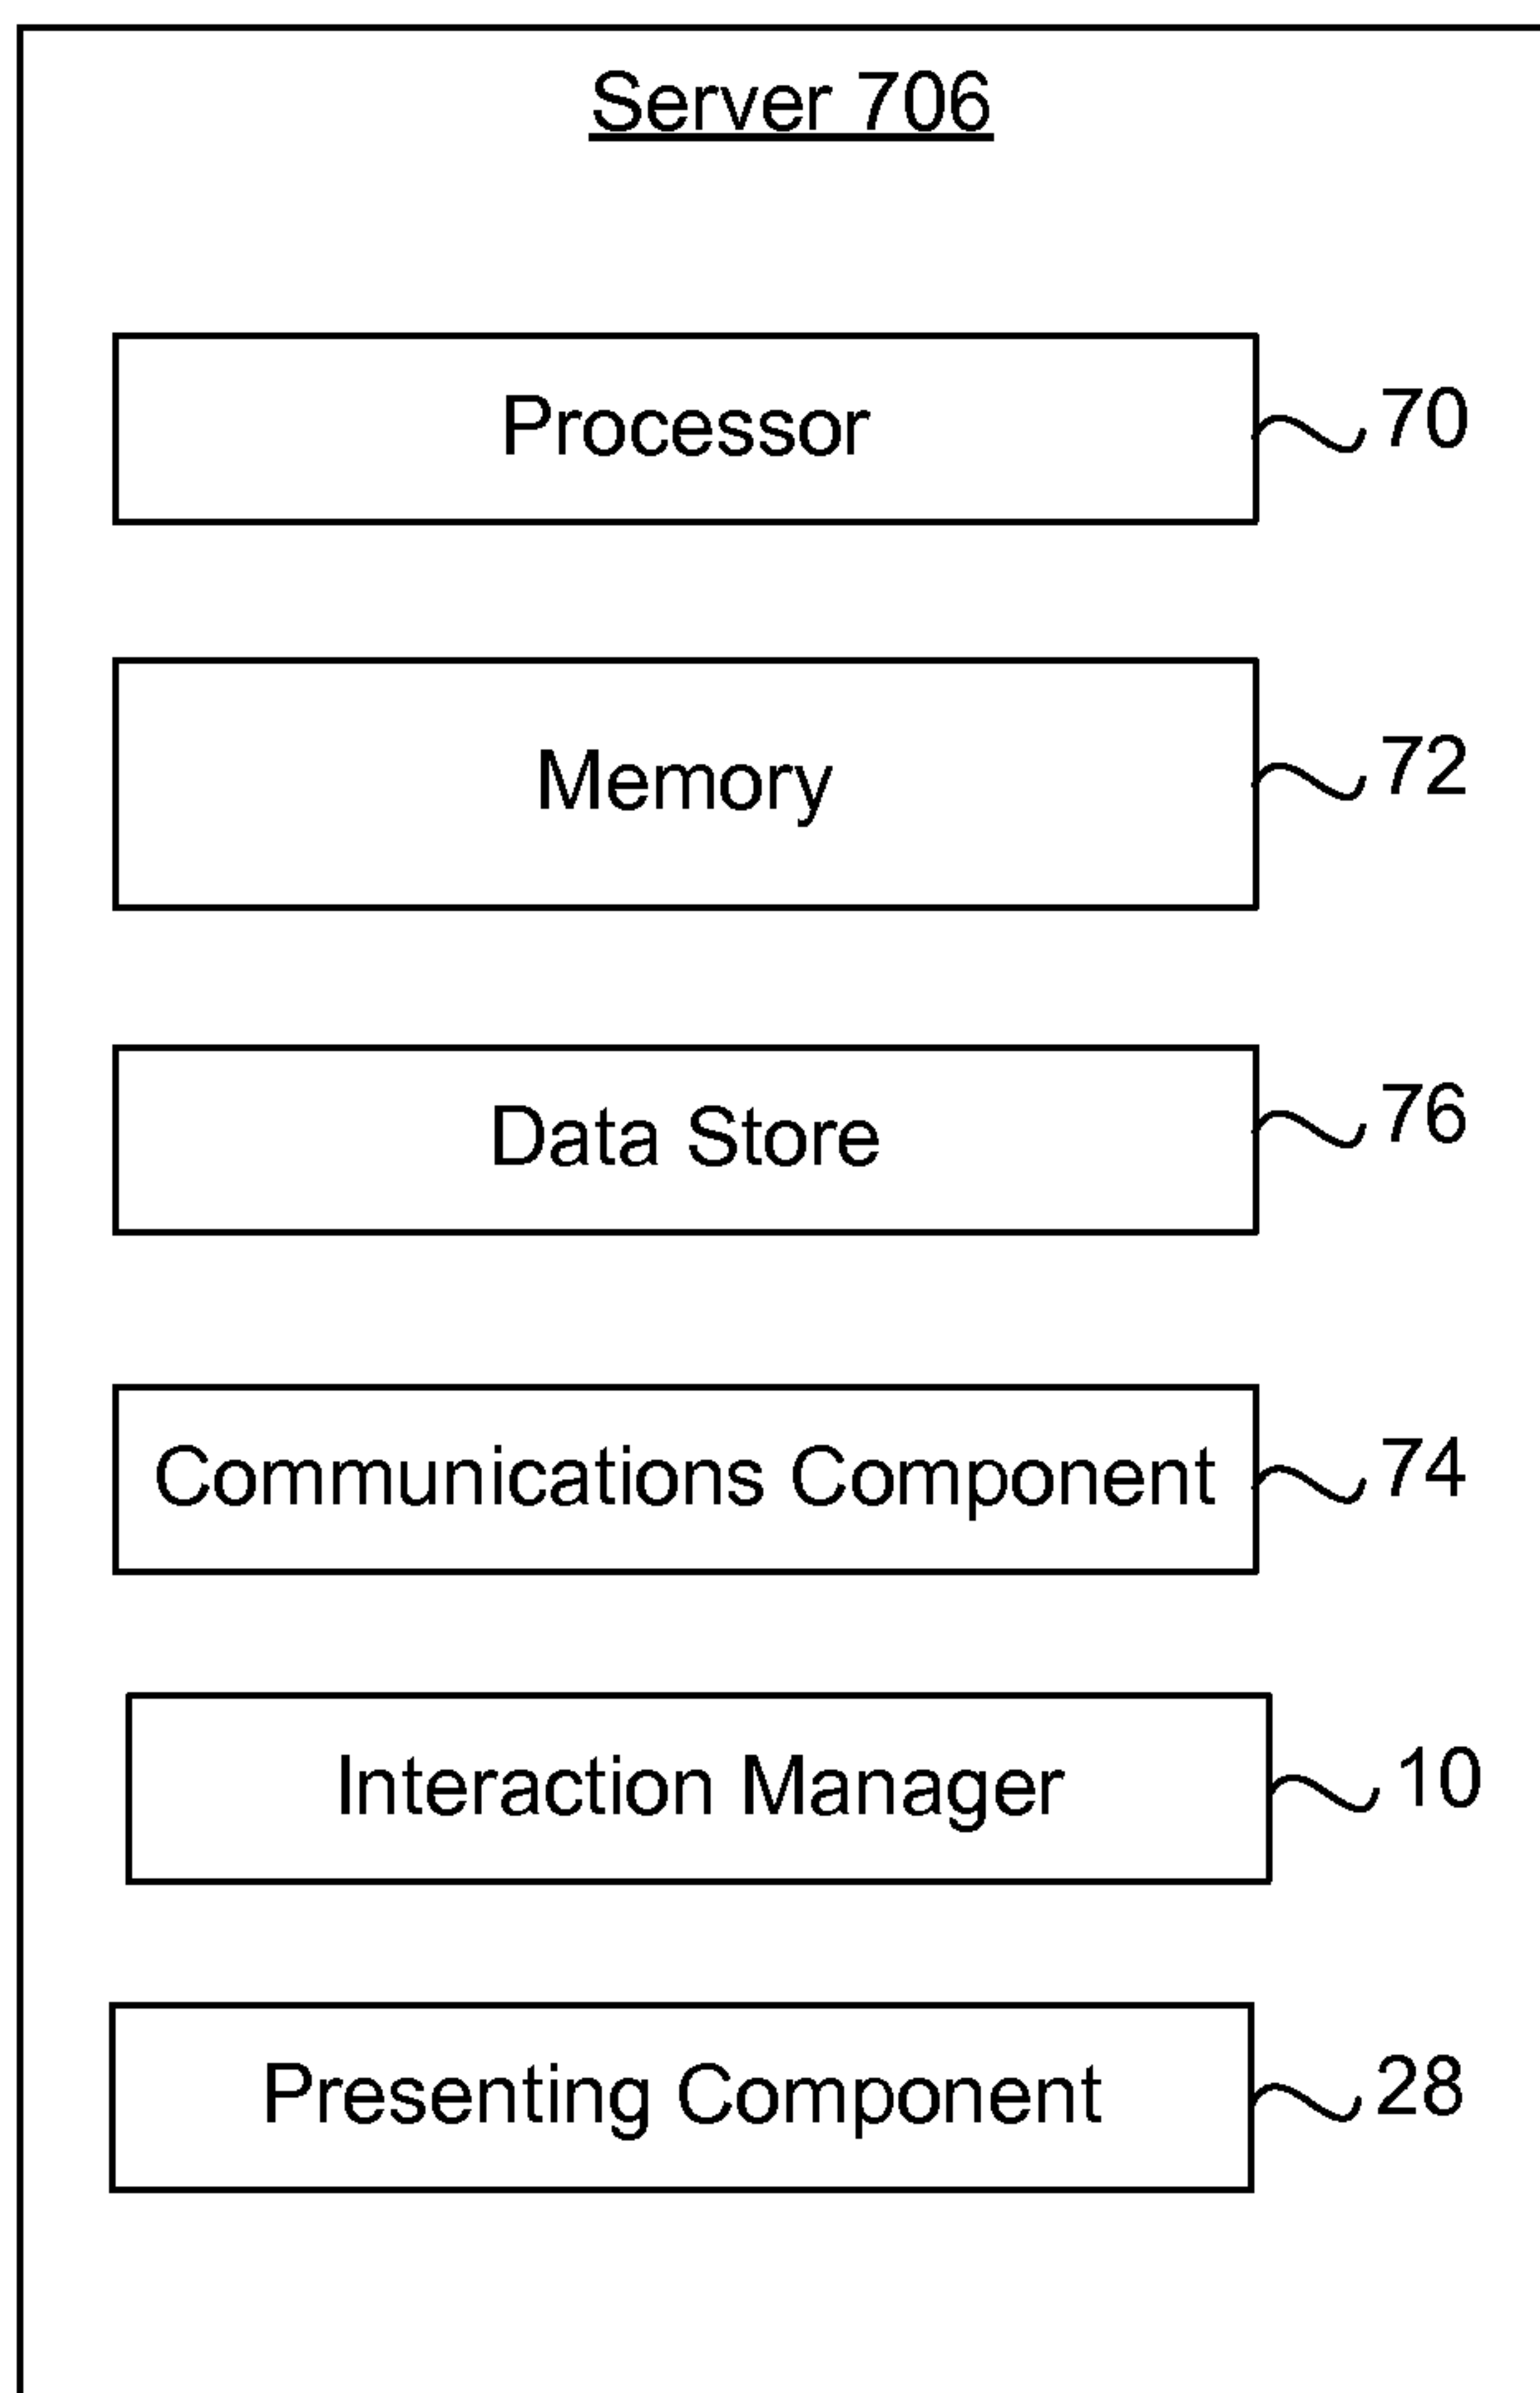 Server 706
Processor 70
Memory 72
Data Store 76
Communications Component 74
Interaction Manager 10
Presenting Component 28